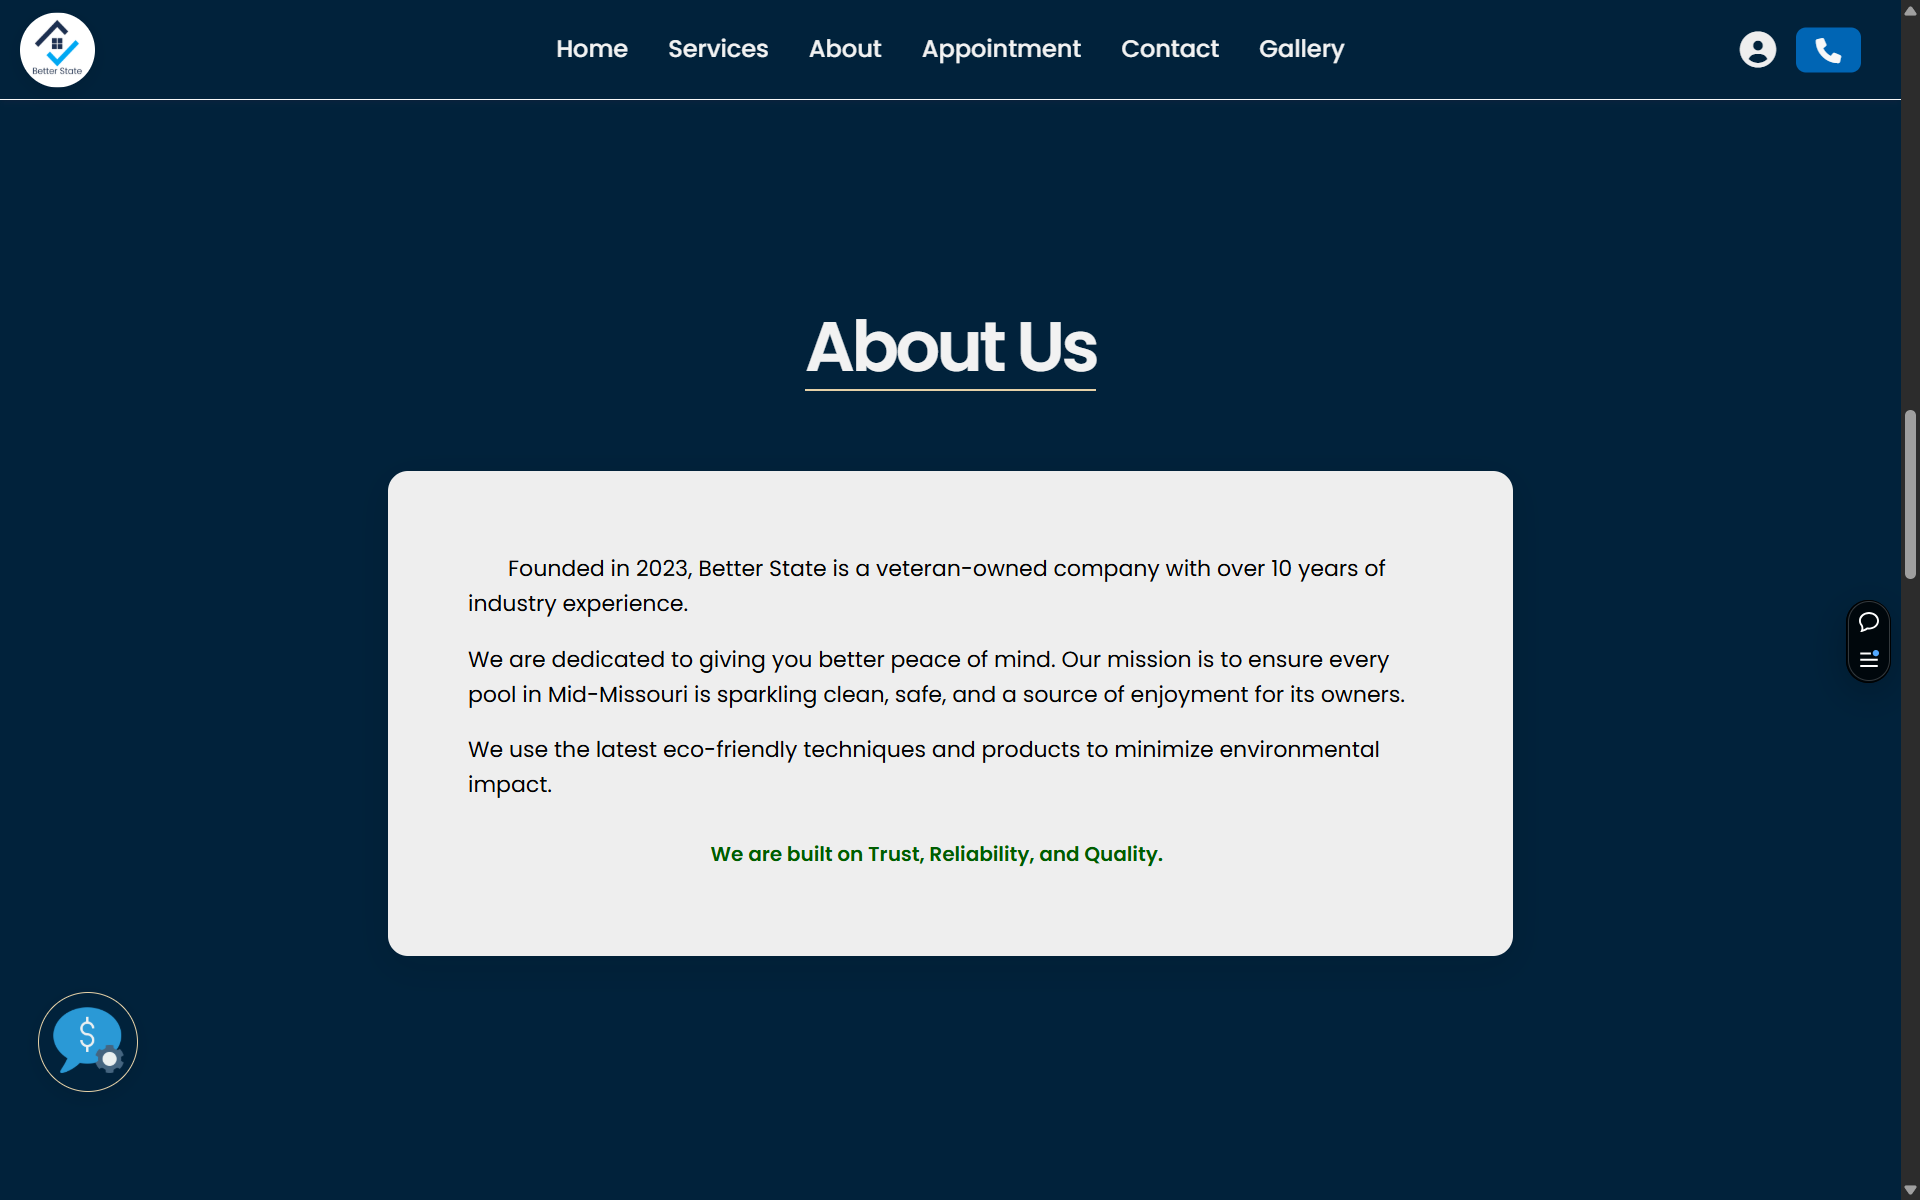 Better State
Home Services About Appointment Contact Gallery
About Us
Founded in 2023, Better State is a veteran-owned company with over 10 years of
industry experience.
We are dedicated to giving you better peace of mind. Our mission is to ensure every
pool in Mid-Missouri is sparkling clean, safe, and a source of enjoyment for its owners.
We use the latest eco-friendly techniques and products to minimize environmental
impact.
We are built on Trust, Reliability, and Quality.
$